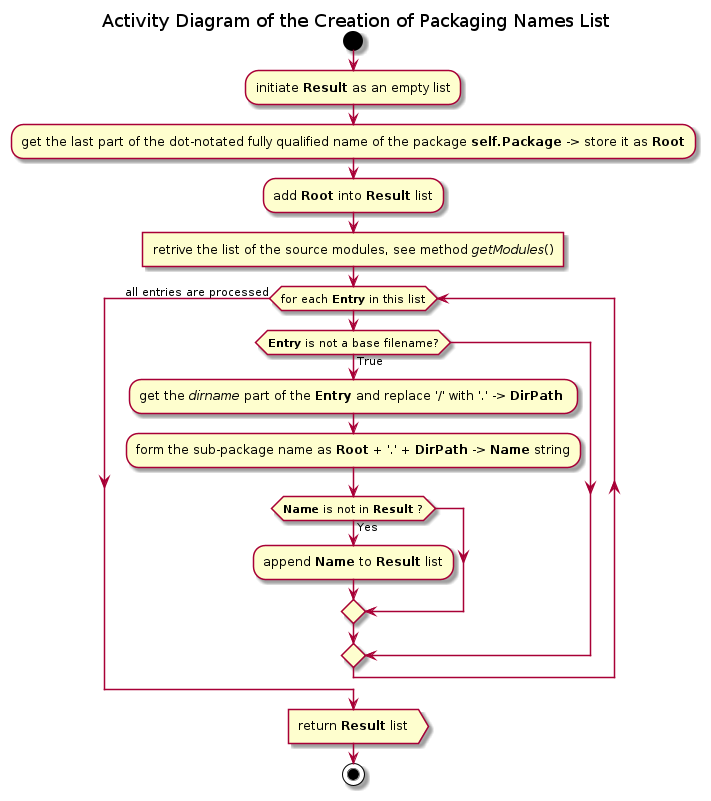 Activity Diagram of the Creation of Packaging Names List
initiate Result as an empty list
get the last part of the dot-notated fully qualified name of the package self.Package -> store it as Root
add Root into Result list
retrive the list of the source modules, see method getModules()
all entries are processed
for each Entry in this list
Entry is not a base filename?
True
get the dirname part of the Entry and replace '/' with '.' -> DirPath
form the sub-package name as Root + '.' + DirPath -> Name string
Name is not in Result ?
Yes
append Name to Result list
return Result list